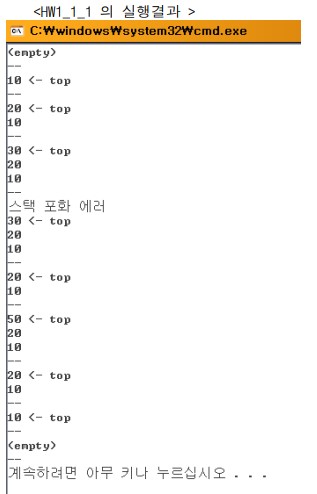 <HW1_1_1 의 실행결과 >
C:₩windows₩system32₩cmd.exe
(empty)
--
10 <- top
--
20 <- top
10
--
30 <- top
20
10
--
스택 포화 에러
30 <- top
20
10
--
20 <- top
10
--
50 <- top
20
10
--
20 <- top
10
--
10 <- top
--
(empty)
--
계속하려면 아무 키나 누르십시오 . . .